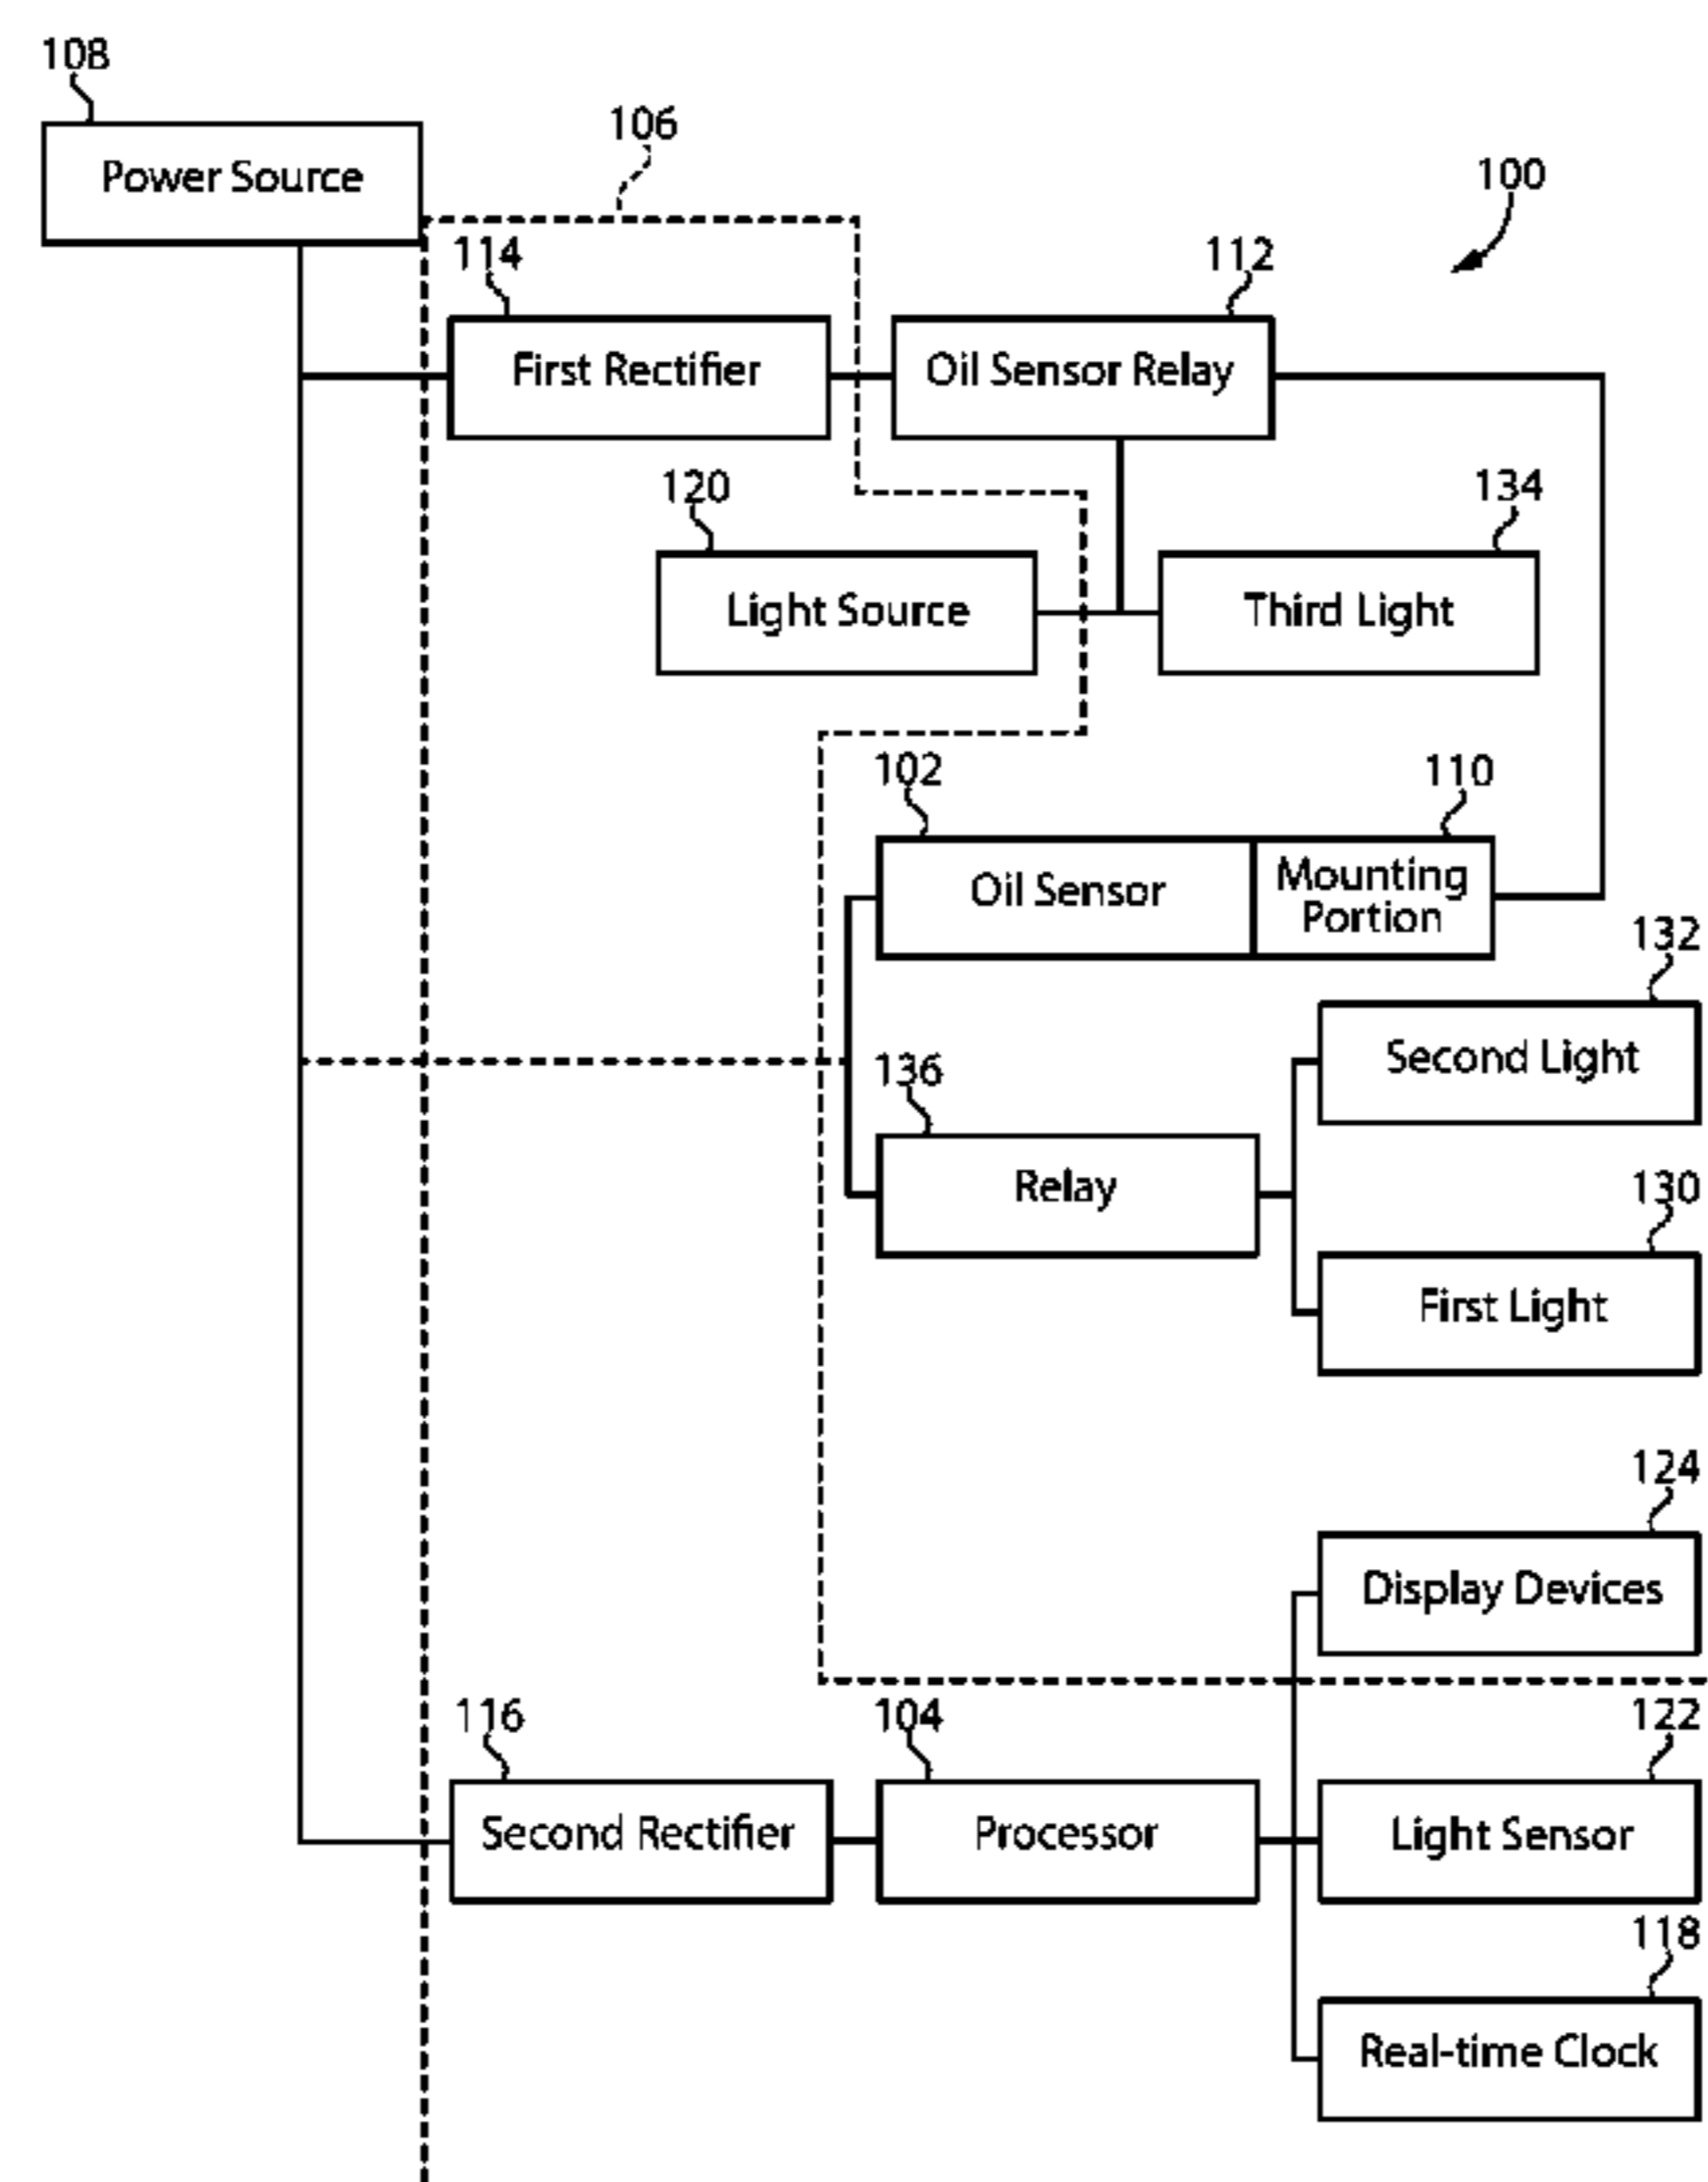 108
Power Source
106
100
114
112
First Rectifier
Oil Sensor Relay
120
134
Light Source
Third Light
102
110
Oil Sensor
Mounting
Portion
132
Second Light
136
Relay
130
First Light
124
Display Devices
116
104
122
Second Rectifier
Processor
Light Sensor
118
Real-time Clock